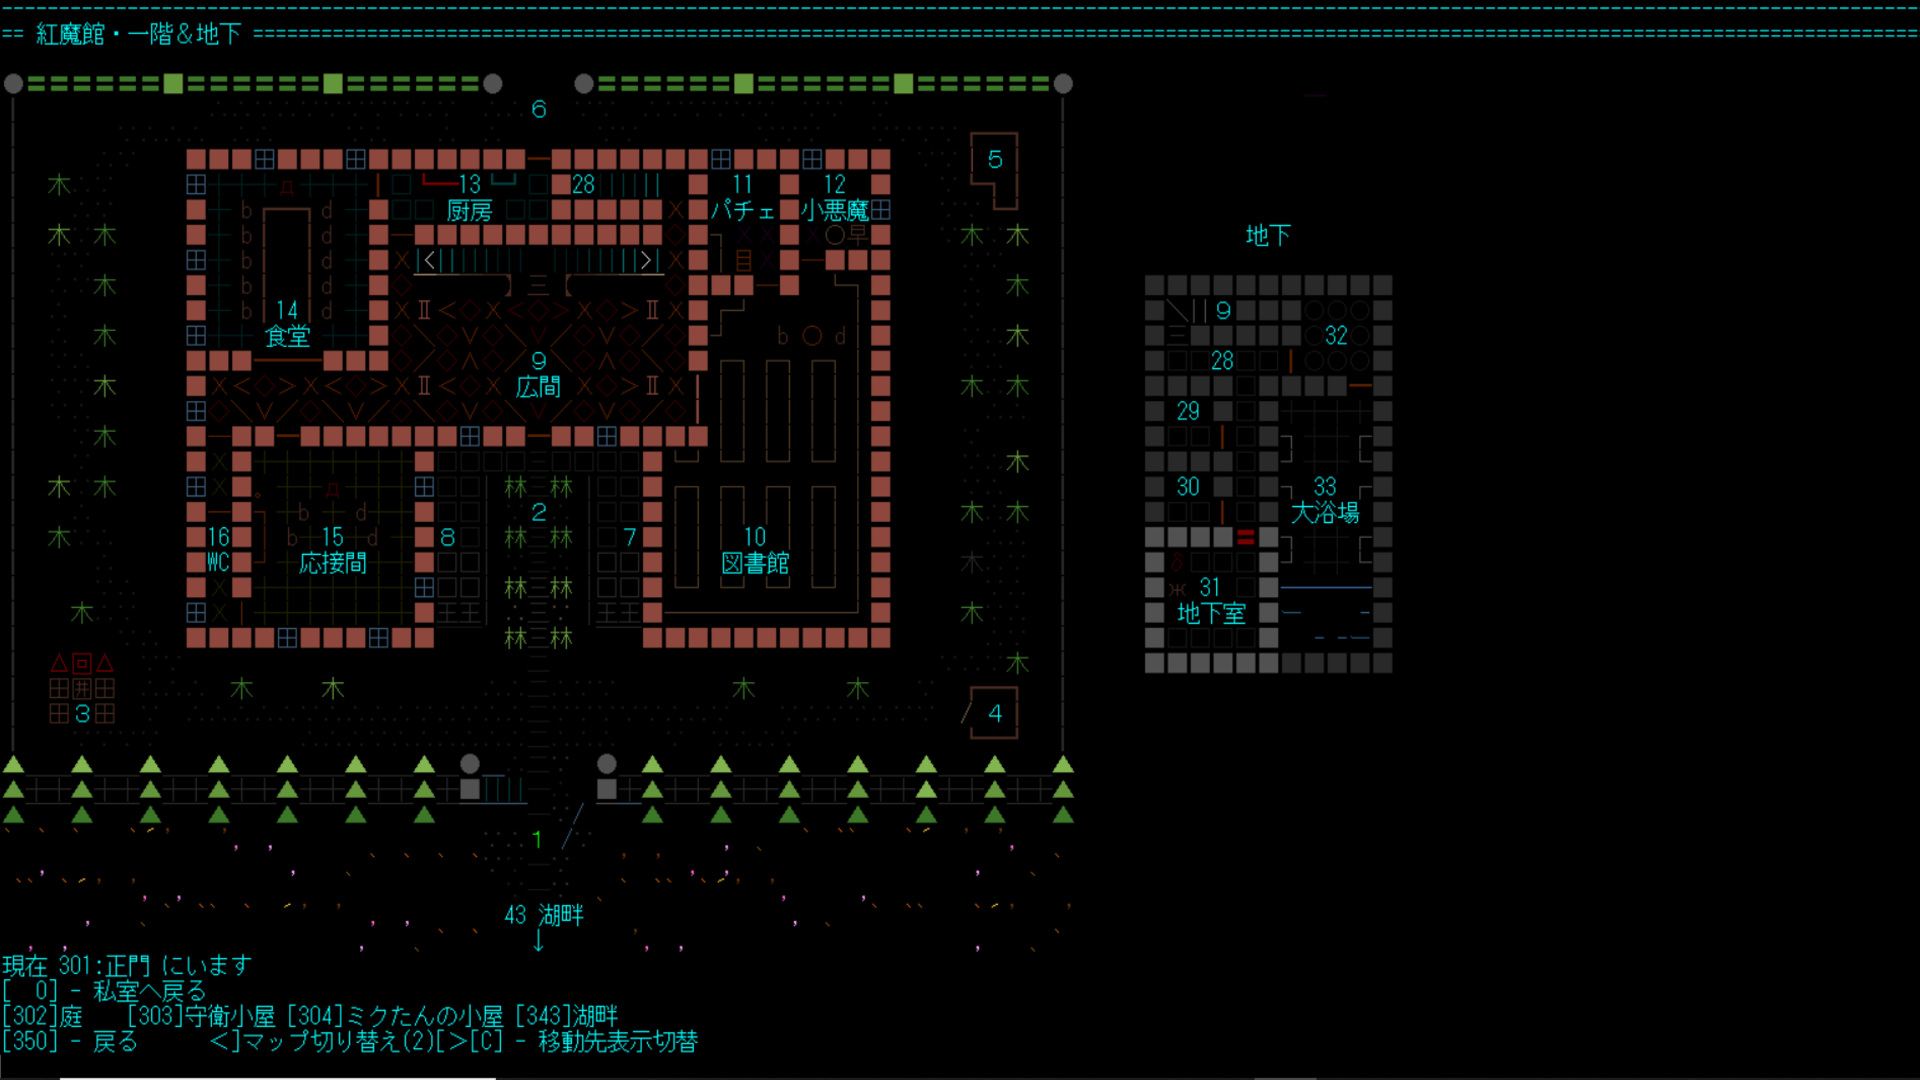 == 紅魔館・一階&地下 ==
6
5
13
28
11
12
厨房
パチェ
小悪魔
地下
14
食堂
9
32
28
9
広間
29
30
33
大浴場
2
16
WC
15
応接間
8
7
10
図書館
31
地下室
3
4
1
43 湖畔
↓
現在 301:正門 にいます
[  0] - 私室へ戻る
[302]庭   [303]守衛小屋 [304]ミクたんの小屋 [343]湖畔
[350] - 戻る      <]マップ切り替え(2)[>[C] - 移動先表示切替